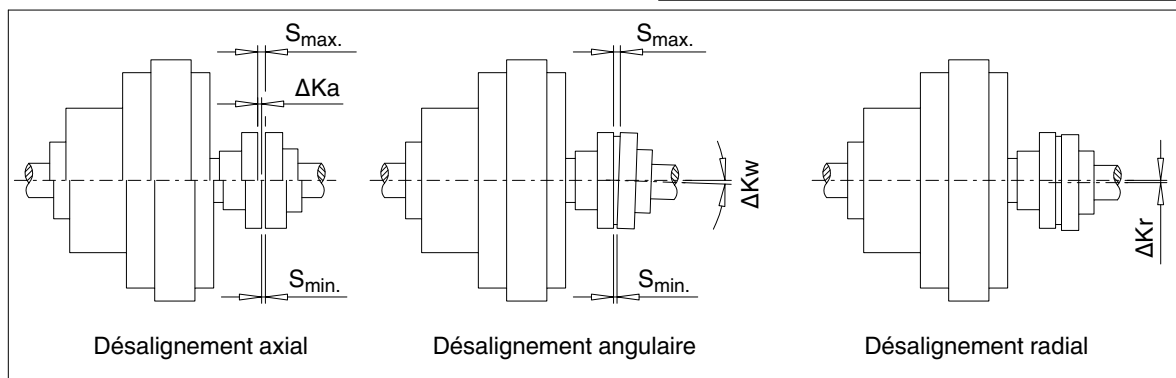 Smax.
ΔKa
Smin.
Désalignement axial
Smax.
ΔKw
Smin.
Désalignement angulaire
ΔKr
Désalignement radial